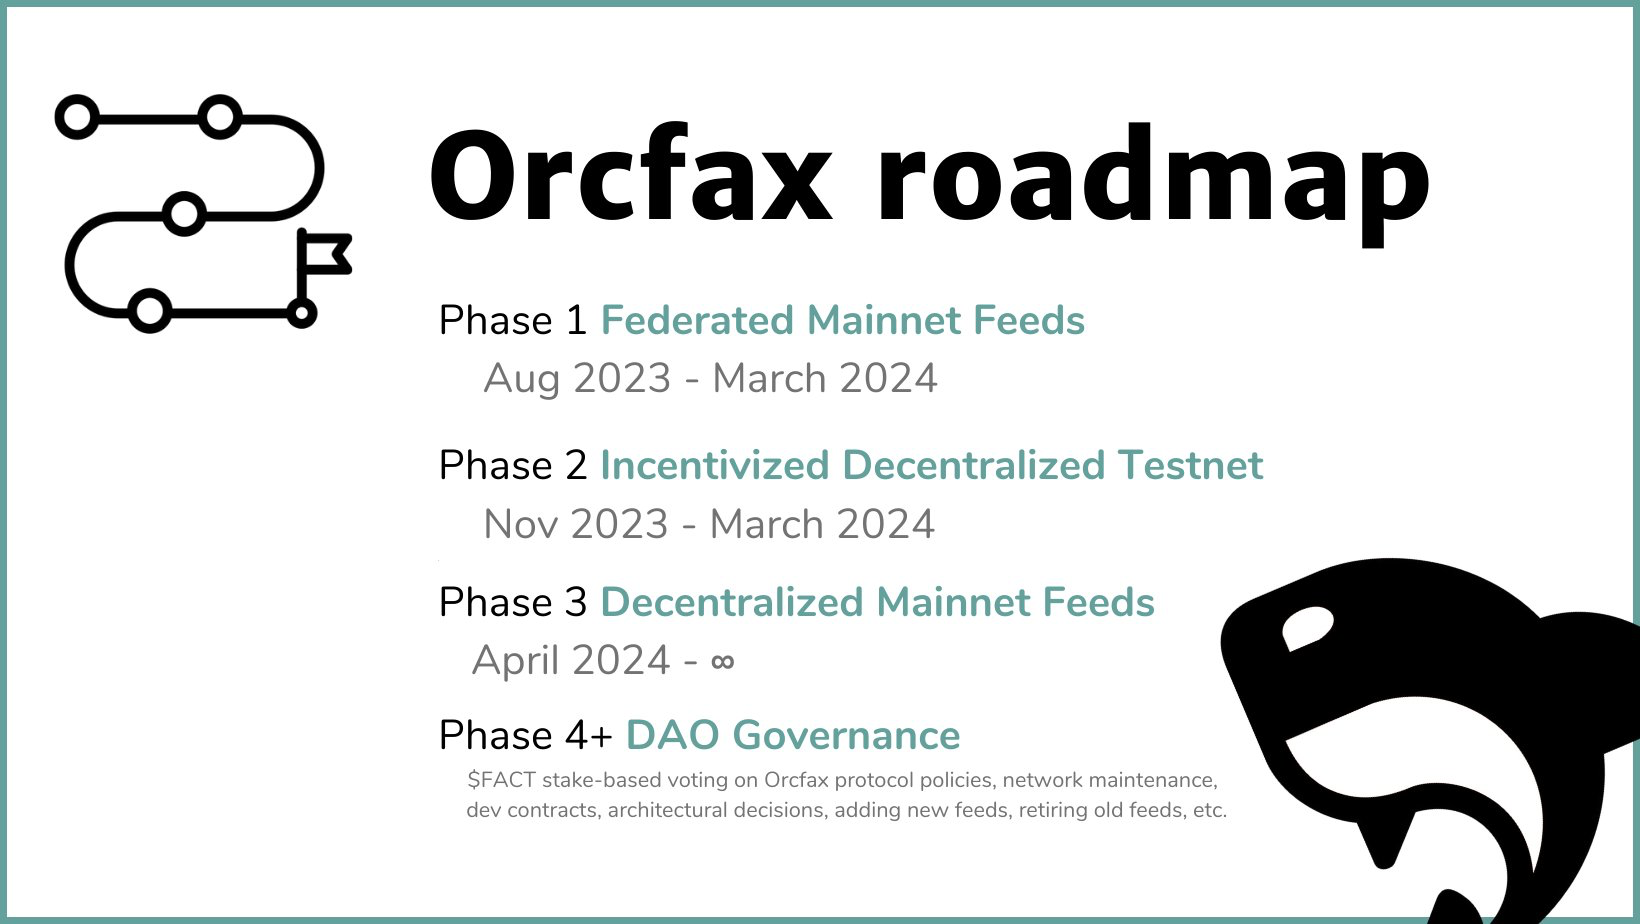 Orcfax roadmap
Phase 1 Federated Mainnet Feeds
Aug 2023 - March 2024
Phase 2 Incentivized Decentralized Testnet
Nov 2023 - March 2024
Phase 3 Decentralized Mainnet Feeds
April 2024 - ∞
Phase 4+ DAO Governance
$FACT stake-based voting on Orcfax protocol policies, network maintenance,
dev contracts, architectural decisions, adding new feeds, retiring old feeds, etc.